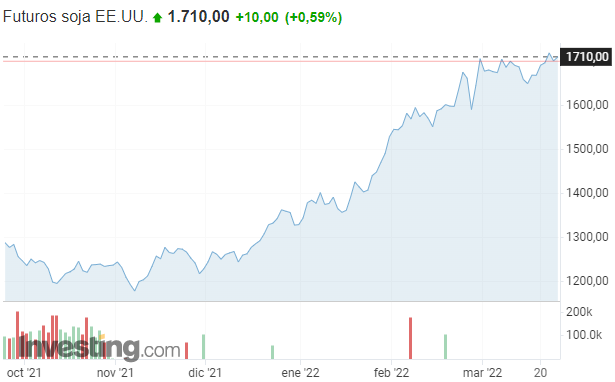 Futuros soja EE.UU. 1.710,00 +10,00 (+0,59%)
1710,00
1600,00
1500,00
1400,00
1300,00
1200,00
200k
100.0k
Investing.com
oct '21 nov '21 dic '21 ene '22 feb '22 mar '22 20